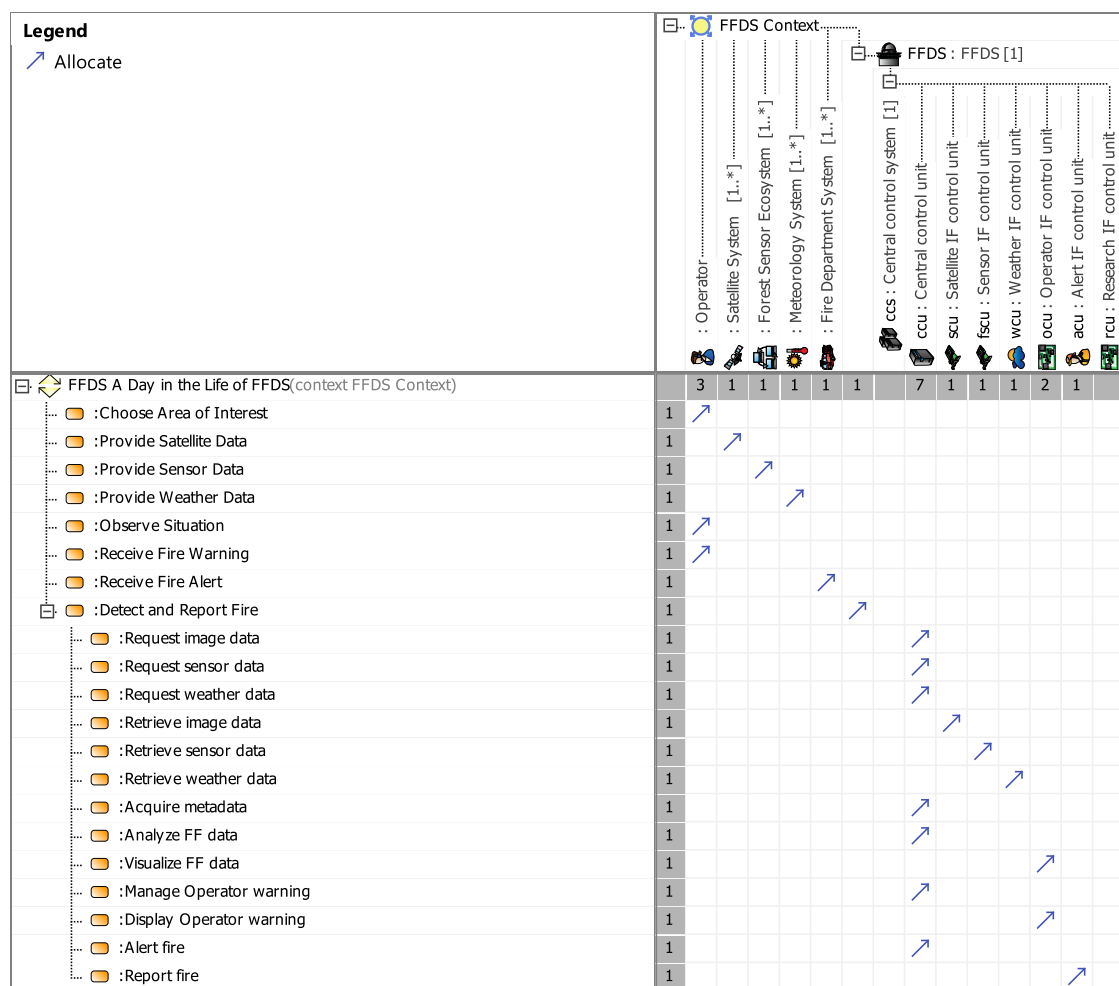 Legend
Allocate
FFDS Context
FFDS : FFDS [1]
: Operator
: Satellite System [1..*]
: Forest Sensor Ecosystem [1..*]
: Meteorology System [1..*]
: Fire Department System [1..*]
ccs : Central control system [1]
ccu : Central control unit
scu : Satellite IF control unit
fscu : Sensor IF control unit
wcu : Weather IF control unit
ocu : Operator IF control unit
acu : Alert IF control unit
rcu : Research IF control unit
FFDS A Day in the Life of FFDS(context FFDS Context) 3 1 1 1 1 1 7 1 1 1 2 1
:Choose Area of Interest 1
:Provide Satellite Data 1
:Provide Sensor Data 1
:Provide Weather Data 1
:Observe Situation 1
:Receive Fire Warning 1
:Receive Fire Alert 1
:Detect and Report Fire 1
:Request image data 1
:Request sensor data 1
:Request weather data 1
:Retrieve image data 1
:Retrieve sensor data 1
:Retrieve weather data 1
:Acquire metadata 1
:Analyze FF data 1
:Visualize FF data 1
:Manage Operator warning 1
:Display Operator warning 1
:Alert fire 1
:Report fire 1